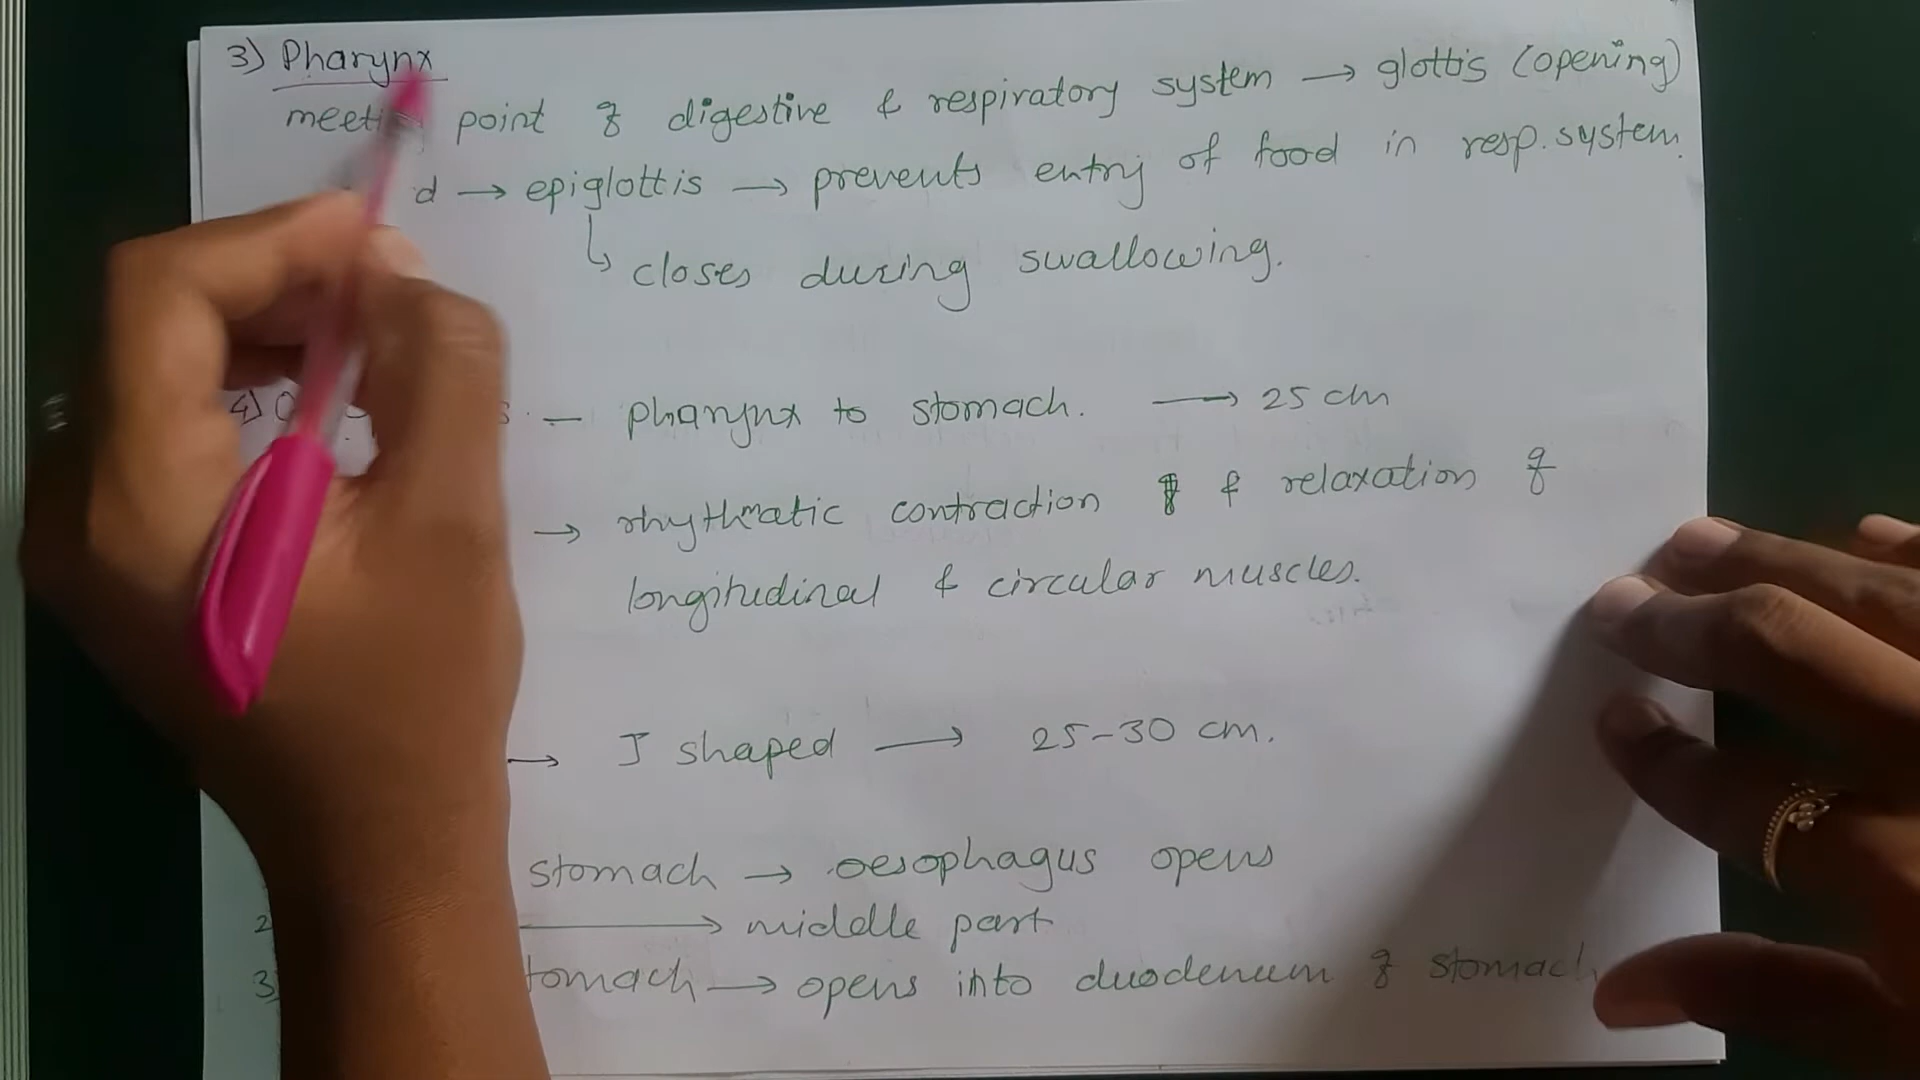 3) Pharynx
point of digestive & respiratory system → glottis (opening)
d → epiglottis → prevents entry of food in resp. system.
↳ closes during swallowing.
4) — pharynx to stomach. → 25 cm
→ rhythmatic contraction & relaxation of
longitudinal & circular muscles.
→ J shaped → 25-30 cm.
stomach → oesophagus opens
2 → middle part
3) tomach → opens into duodenum of stomach